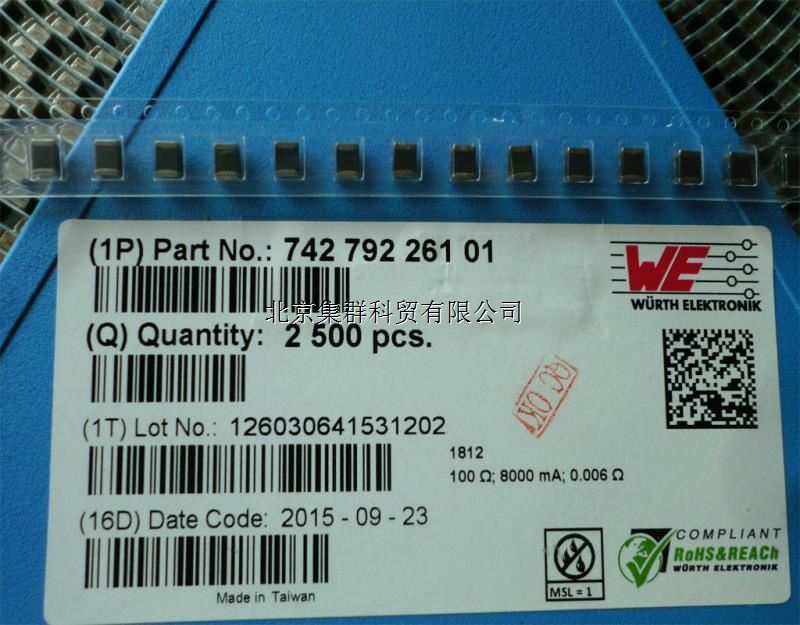 (1P) Part No.: 742 792 261 01
WE
WÜRTH ELEKTRONIK
北京集群科贸有限公司
(Q) Quantity: 2 500 pcs.
QC OK
(1T) Lot No.: 126030641531202
1812
100 Ω; 8000 mA; 0.006 Ω
(16D) Date Code: 2015 - 09 - 23
Made in Taiwan
MSL = 1
COMPLIANT
RoHS&REACh
WÜRTH ELEKTRONIK